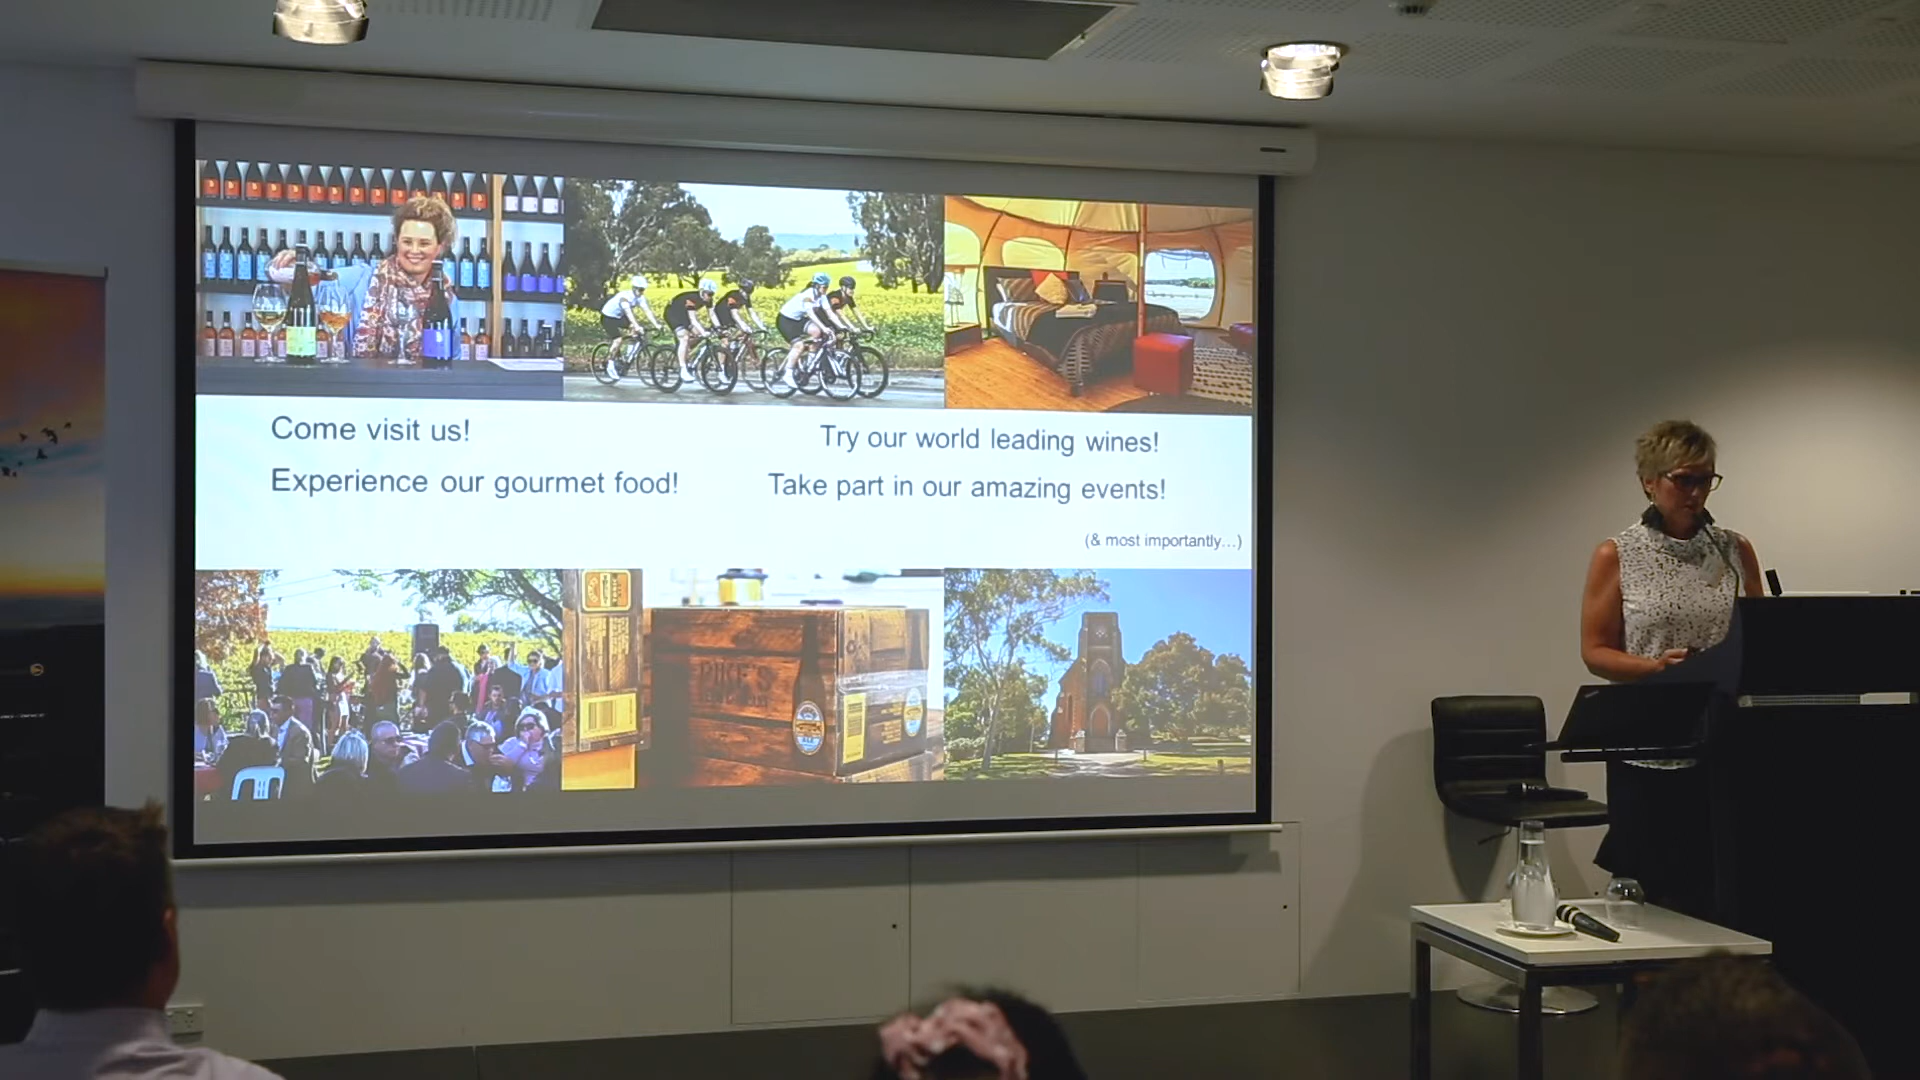 Come visit us!
Try our world leading wines!
Experience our gourmet food!
Take part in our amazing events!
(& most importantly...)
PIKE'S